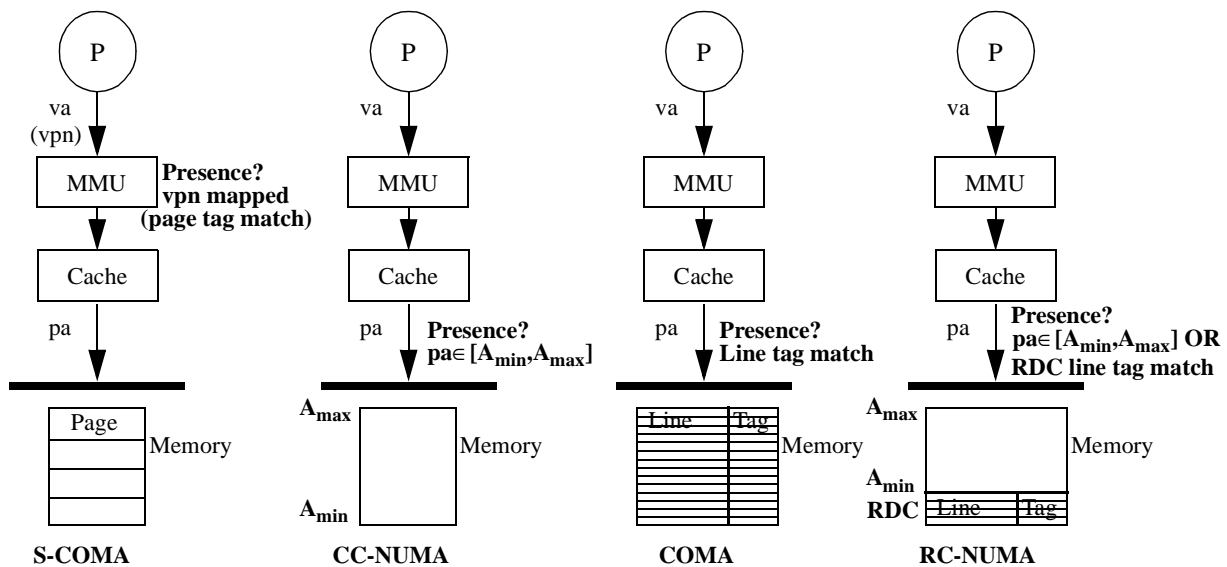 P
va
(vpn)
MMU
Presence?
vpn mapped
(page tag match)
Cache
pa
Page
Memory
S-COMA
P
va
MMU
Cache
pa
Presence?
pa∈[Amin,Amax]
Amax
Memory
Amin
CC-NUMA
P
va
MMU
Cache
pa
Presence?
Line tag match
Line Tag
Memory
COMA
P
va
MMU
Cache
pa
Presence?
pa∈[Amin,Amax] OR
RDC line tag match
Amax
Memory
Amin
RDC
Line Tag
RC-NUMA